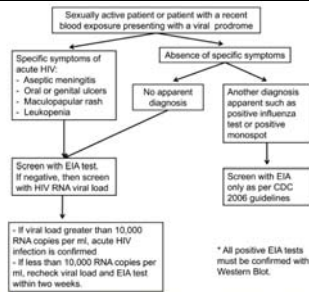 Sexually active patient or patient with a recent
blood exposure presenting with a viral prodrome
Specific symptoms of
acute HIV:
- Aseptic meningitis
- Oral or genital ulcers
- Maculopapular rash
- Leukopenia
Absence of specific symptoms
No apparent
diagnosis
Another diagnosis
apparent such as
positive influenza
test or positive
monospot
Screen with EIA test.
If negative, then screen
with HIV RNA viral load
Screen with EIA
only as per CDC
2006 guidelines
- If viral load greater than 10,000
RNA copies per ml, acute HIV
infection is confirmed
- If less than 10,000 RNA copies per
ml, recheck viral load and EIA test
within two weeks.
* All positive EIA tests
must be confirmed with
Western Blot.